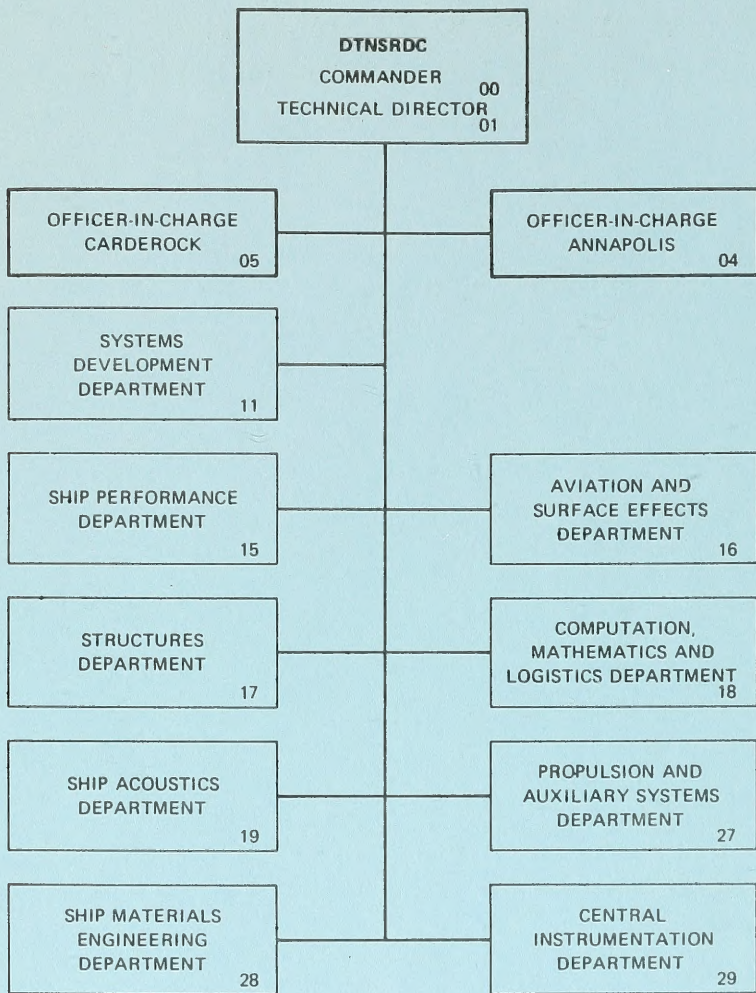 DTNSRDC
COMMANDER 00
TECHNICAL DIRECTOR 01
OFFICER-IN-CHARGE
CARDEROCK
05
OFFICER-IN-CHARGE
ANNAPOLIS
04
SYSTEMS
DEVELOPMENT
DEPARTMENT
11
SHIP PERFORMANCE
DEPARTMENT
15
AVIATION AND
SURFACE EFFECTS
DEPARTMENT
16
STRUCTURES
DEPARTMENT
17
COMPUTATION,
MATHEMATICS AND
LOGISTICS DEPARTMENT
18
SHIP ACOUSTICS
DEPARTMENT
19
PROPULSION AND
AUXILIARY SYSTEMS
DEPARTMENT
27
SHIP MATERIALS
ENGINEERING
DEPARTMENT
28
CENTRAL
INSTRUMENTATION
DEPARTMENT
29